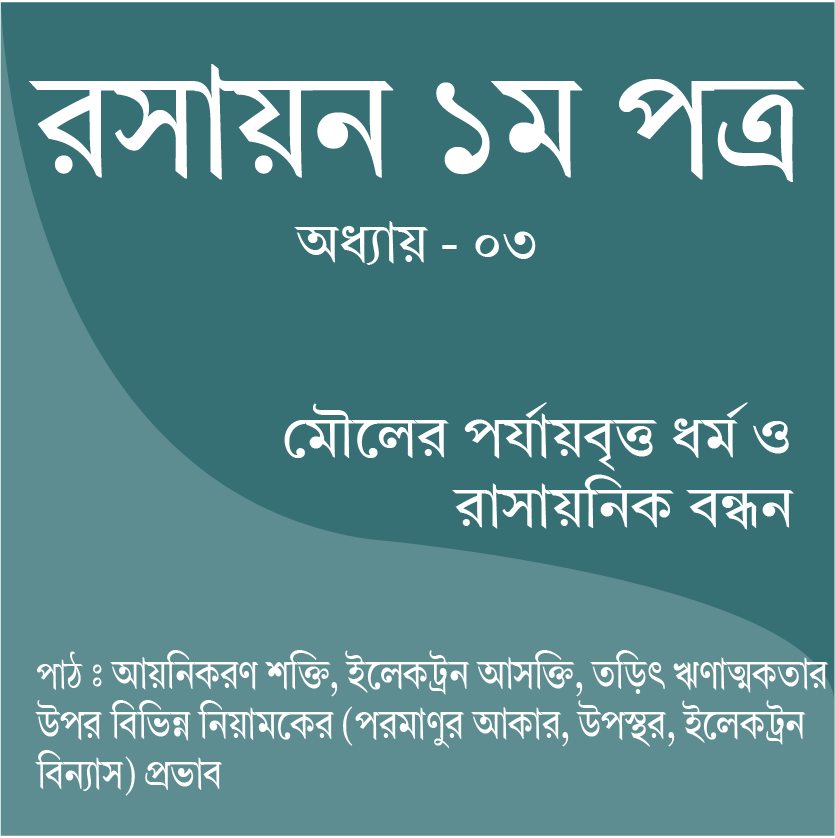 রসায়ন ১ম পত্র
অধ্যায় - ০৩
মৌলের পর্যায়বৃত্ত ধর্ম ও
রাসায়নিক বন্ধন
পাঠ ঃ আয়নিকরণ শক্তি, ইলেকট্রন আসক্তি, তড়িৎ ঋণাত্মকতার
উপর বিভিন্ন নিয়ামকের (পরমাণুর আকার, উপস্থর, ইলেকট্রন
বিন্যাস) প্রভাব